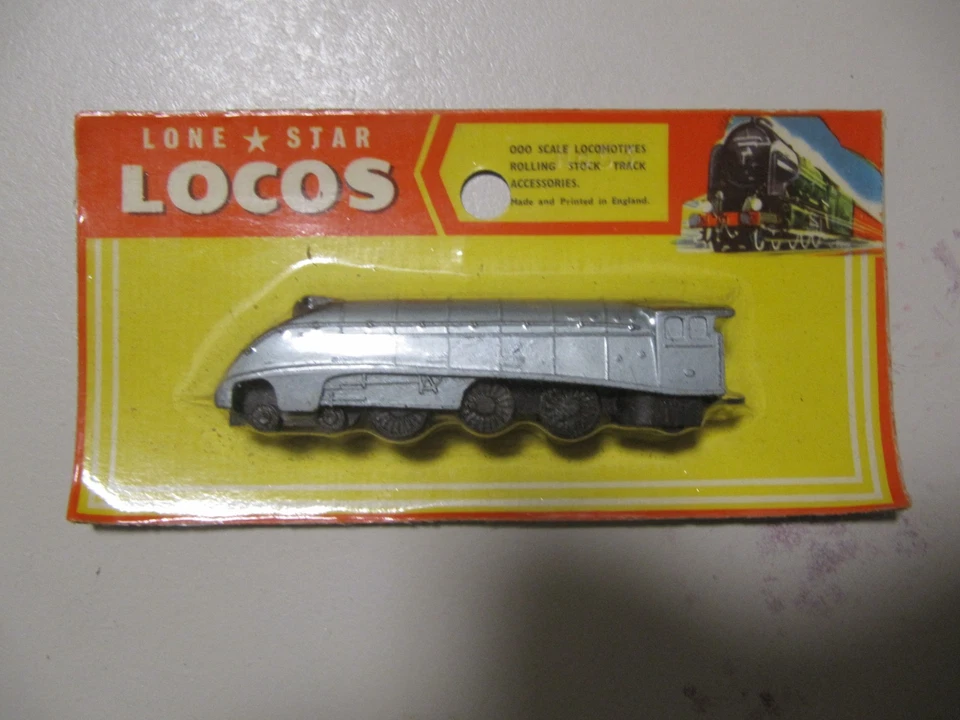 LONE ★ STAR
LOCOS
OOO SCALE LOCOMOTIVES
ROLLING STOCK TRACK
ACCESSORIES.
Made and Printed in England.